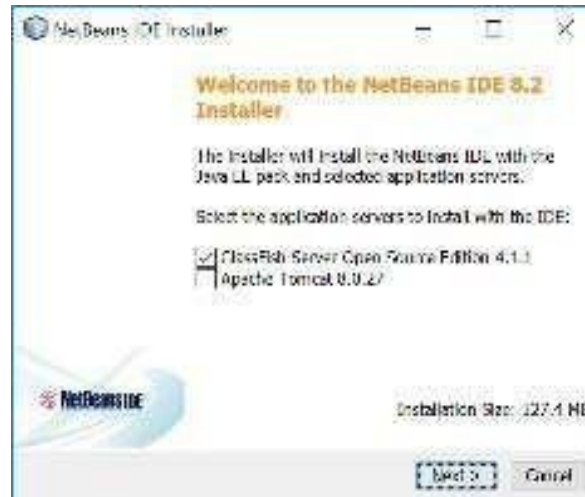 NetBeans IDE Installer
Welcome to the NetBeans IDE 8.2
Installer
The installer will install the NetBeans IDE with the
Java EE pack and selected application servers.
Select the application servers to install with the IDE:
GlassFish Server Open Source Edition 4.1.1
Apache Tomcat 8.0.27
NetBeans IDE
Installation Size: 327.4 MB
Next >
Cancel